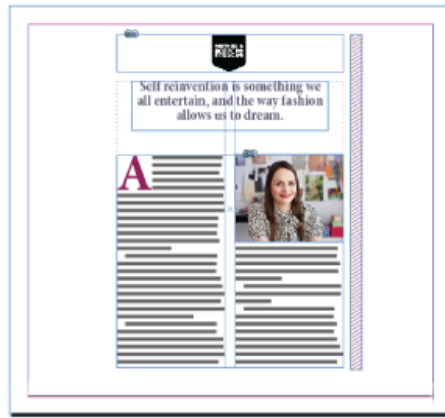 Self reinvention is something we
all entertain, and the way fashion
allows us to dream.
A